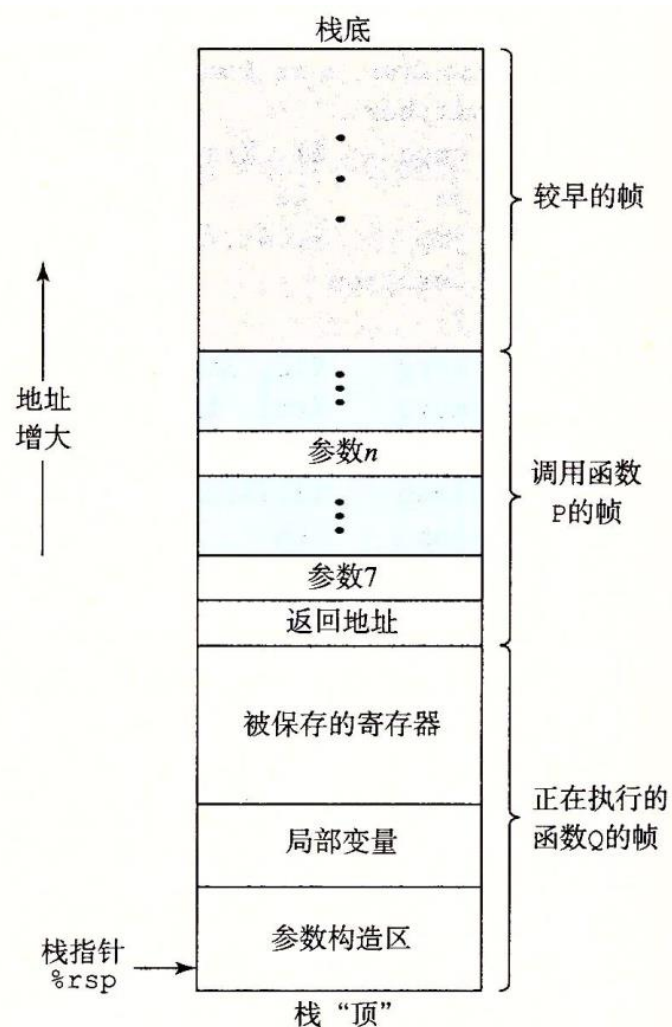 栈底
较早的帧
地址
增大
参数n
调用函数
P的帧
参数7
返回地址
被保存的寄存器
正在执行的
函数Q的帧
局部变量
参数构造区
栈指针
%rsp
栈“顶”